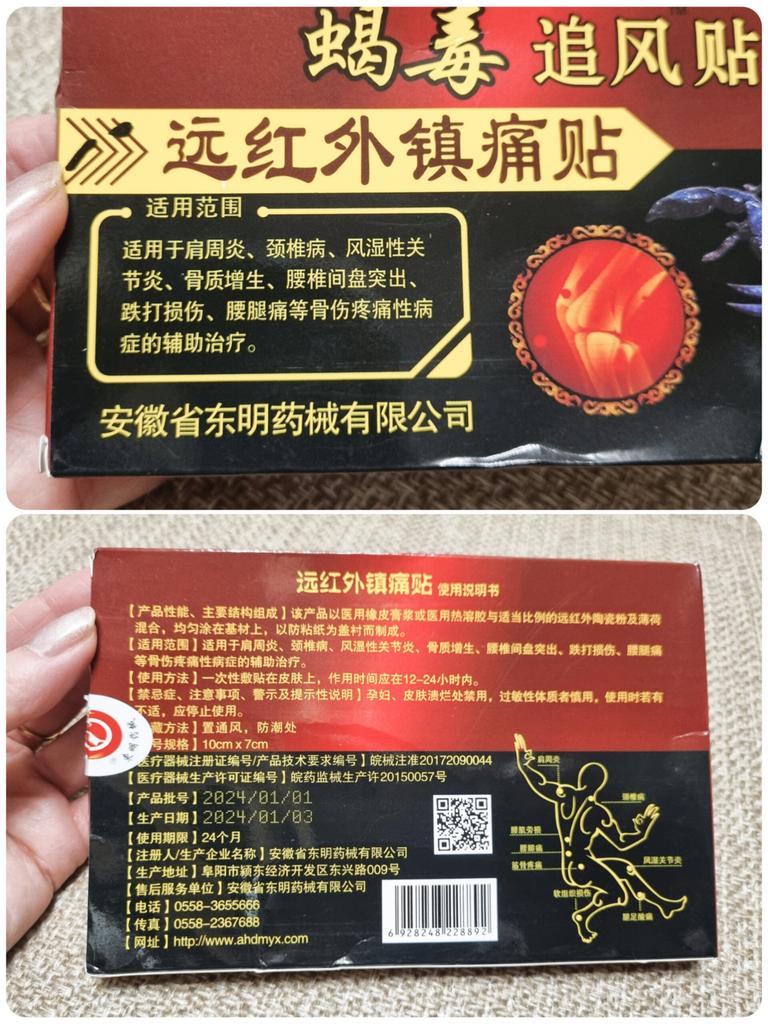 蝎毒追风贴
远红外镇痛贴
适用范围
适用于肩周炎、颈椎病、风湿性关
节炎、骨质增生、腰椎间盘突出、
跌打损伤、腰腿痛等骨伤疼痛性病
症的辅助治疗。
安徽省东明药械有限公司
远红外镇痛贴 使用说明书
【产品性能、主要结构组成】该产品以医用橡皮膏浆或医用热溶胶与适当比例的远红外陶瓷粉及薄荷
混合，均匀涂在基材上，以防粘纸为盖衬而制成。
【适用范围】适用于肩周炎、颈椎病、风湿性关节炎、骨质增生、腰椎间盘突出、跌打损伤、腰腿痛
等骨伤疼痛性病症的辅助治疗。
【使用方法】一次性敷贴在皮肤上，作用时间应在12-24小时内。
【禁忌症、注意事项、警示及提示性说明】孕妇、皮肤溃烂处禁用，过敏性体质者慎用，使用时若有
不适，应停止使用。
藏方法】置通风，防潮处
号规格】10cm x 7cm
医疗器械注册证编号/产品技术要求编号】皖械注准20172090044
【医疗器械生产许可证编号】皖药监械生产许20150057号
【产品批号】2024/01/01
【生产日期】2024/01/03
【使用期限】24个月
【注册人/生产企业名称】安徽省东明药械有限公司
【生产地址】阜阳市颍东经济开发区东兴路009号
【售后服务单位】安徽省东明药械有限公司
【电话】0558-3655666
【传真】0558-2367688
【网址】http://www.ahdmyx.com
6 928248 228892
肩周炎
颈椎病
腰肌劳损
腰腿痛
筋骨疼痛
风湿关节炎
软组织损伤
腿足酸痛